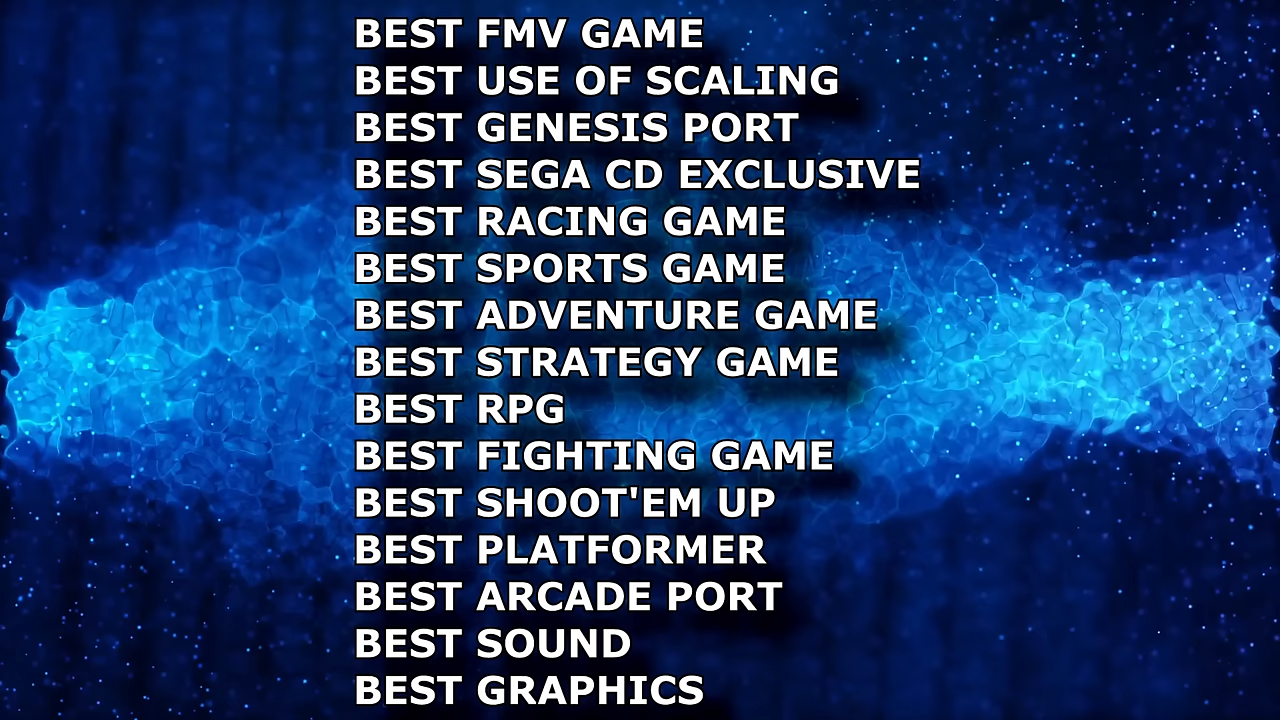 BEST FMV GAME
BEST USE OF SCALING
BEST GENESIS PORT
BEST SEGA CD EXCLUSIVE
BEST RACING GAME
BEST SPORTS GAME
BEST ADVENTURE GAME
BEST STRATEGY GAME
BEST RPG
BEST FIGHTING GAME
BEST SHOOT'EM UP
BEST PLATFORMER
BEST ARCADE PORT
BEST SOUND
BEST GRAPHICS